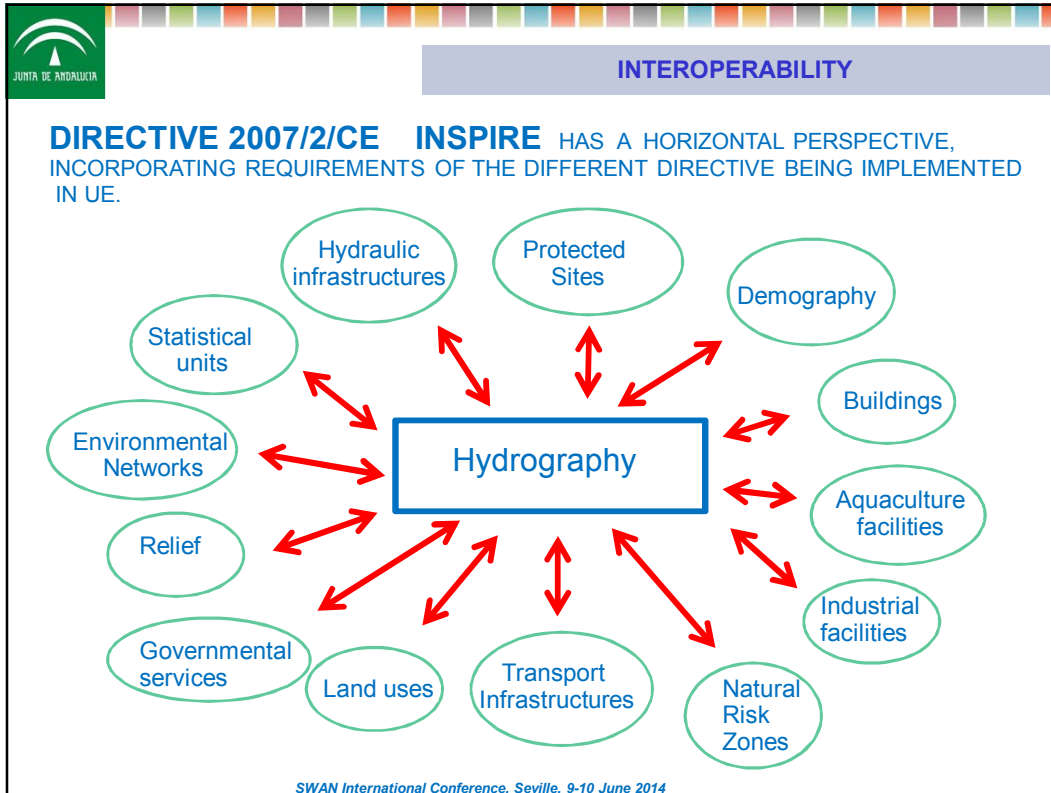 JUNTA DE ANDALUCIA
INTEROPERABILITY
DIRECTIVE 2007/2/CE INSPIRE HAS A HORIZONTAL PERSPECTIVE,
INCORPORATING REQUIREMENTS OF THE DIFFERENT DIRECTIVE BEING IMPLEMENTED
IN UE.
Hydraulic
infrastructures
Protected
Sites
Demography
Statistical
units
Buildings
Environmental
Networks
Hydrography
Aquaculture
facilities
Relief
Industrial
facilities
Governmental
services
Land uses
Transport
Infrastructures
Natural
Risk
Zones
SWAN International Conference. Seville. 9-10 June 2014